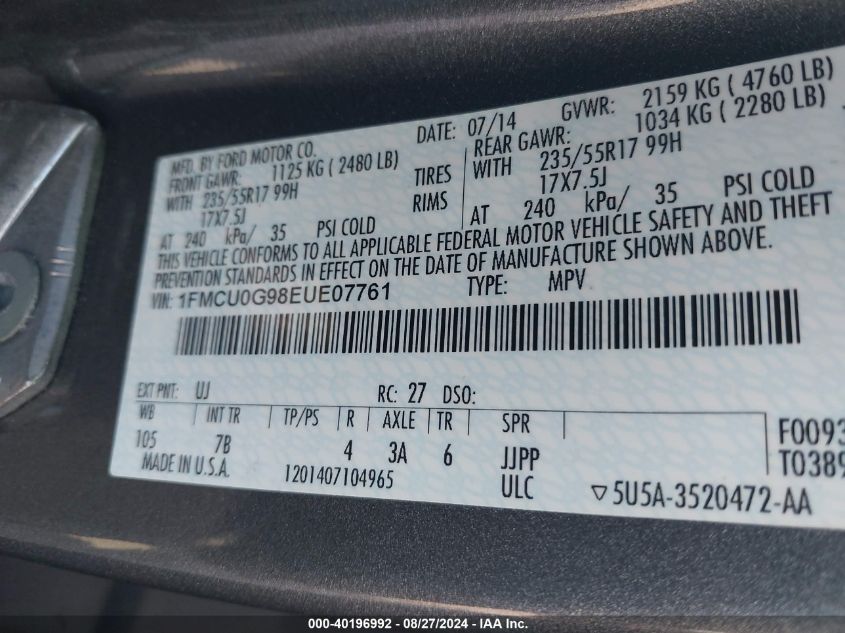 MFD. BY FORD MOTOR CO. DATE: 07/14 GVWR: 2159 KG ( 4760 LB)
FRONT GAWR: 1125 KG ( 2480 LB) REAR GAWR: 1034 KG ( 2280 LB)
WITH 235/55R17 99H TIRES WITH 235/55R17 99H
17X7.5J RIMS 17X7.5J
AT 240 kPa/ 35 PSI COLD AT 240 kPa/ 35 PSI COLD
THIS VEHICLE CONFORMS TO ALL APPLICABLE FEDERAL MOTOR VEHICLE SAFETY AND THEFT
PREVENTION STANDARDS IN EFFECT ON THE DATE OF MANUFACTURE SHOWN ABOVE.
VIN: 1FMCU0G98EUE07761 TYPE: MPV
EXT PNT: UJ RC: 27 DSO:
WB INT TR TP/PS R AXLE TR SPR
105 7B 4 3A 6 JJPP F0093
MADE IN U.S.A. 1201407104965 ULC T0389
▽5U5A-3520472-AA
000-40196992 - 08/27/2024 - IAA Inc.